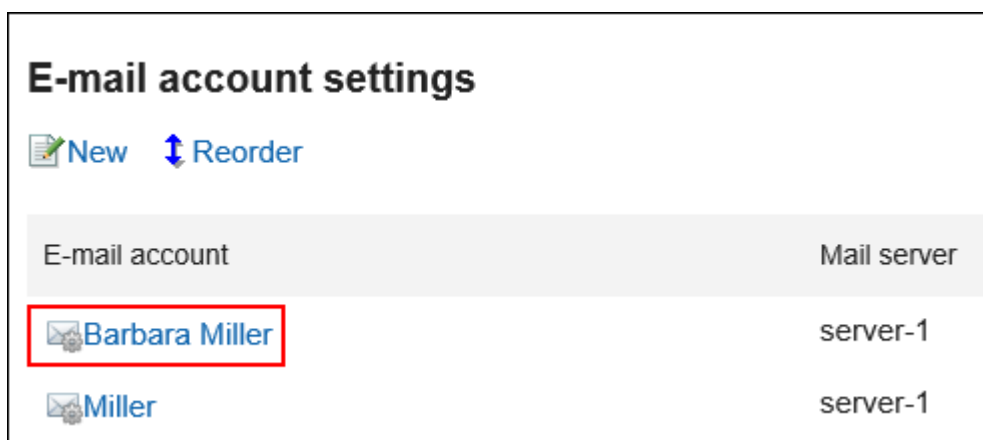 E-mail account settings
New Reorder
E-mail account Mail server
Barbara Miller server-1
Miller server-1